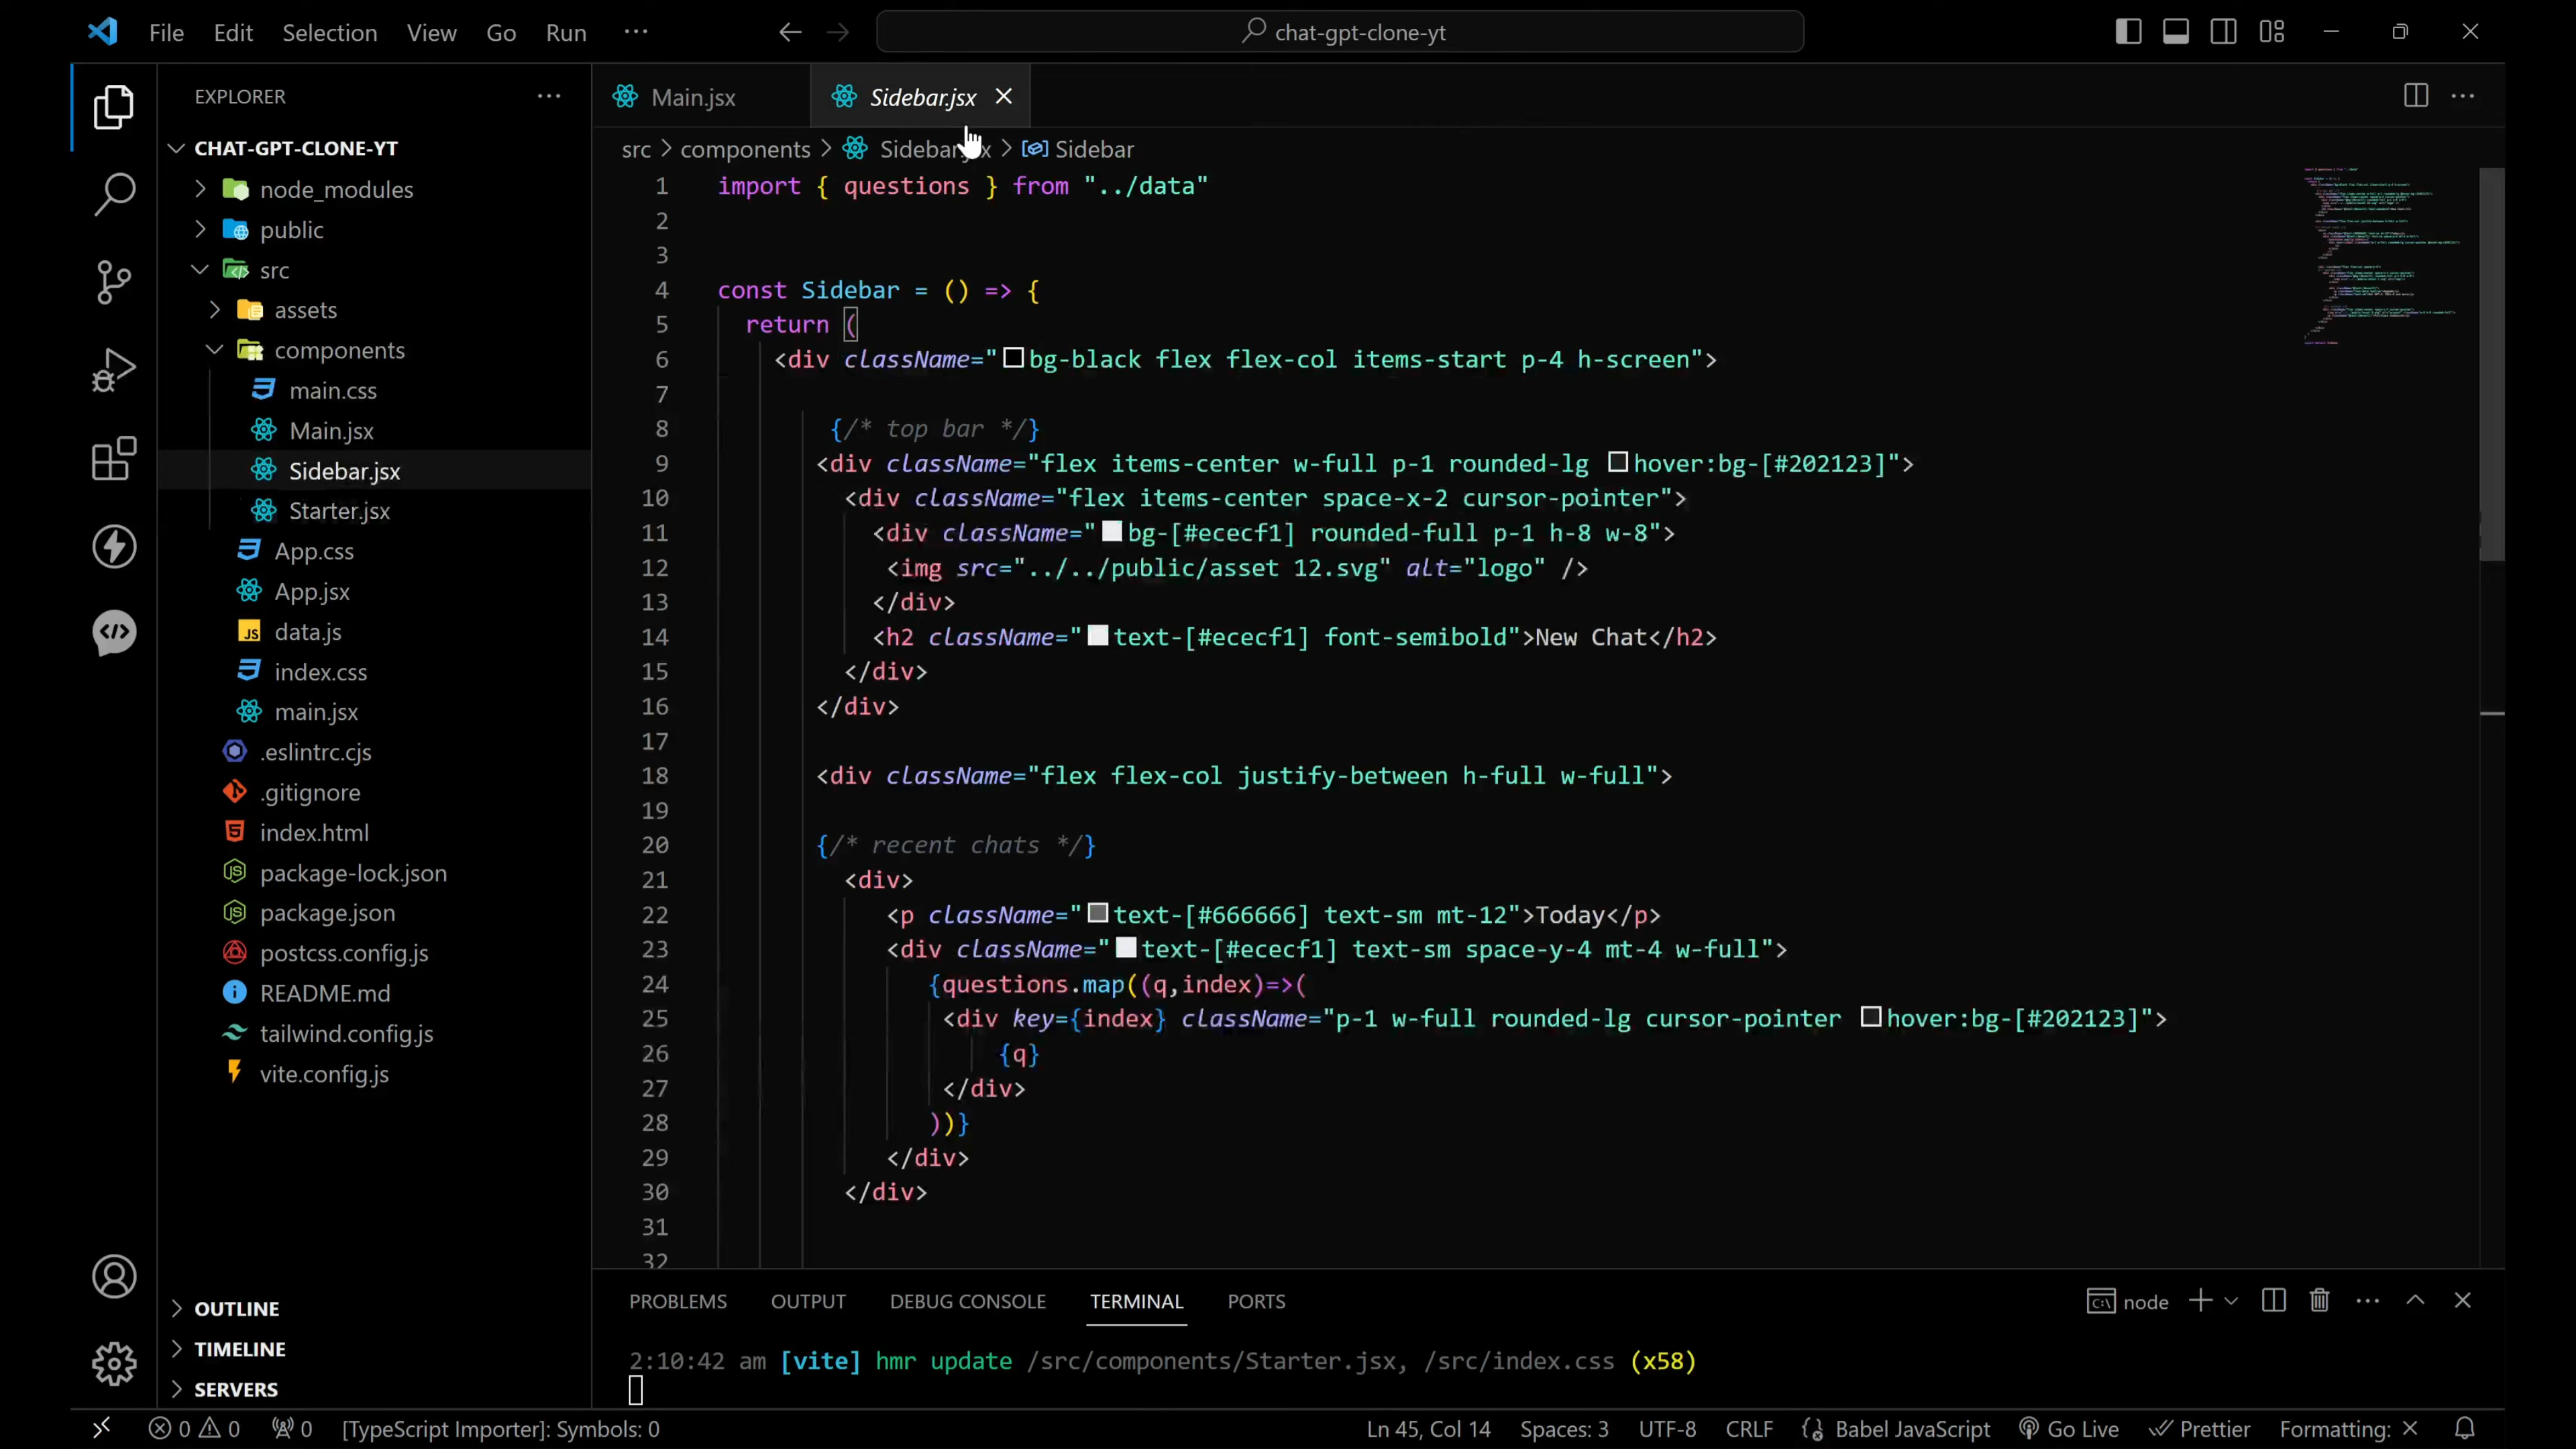 File Edit Selection View Go Run ··· chat-gpt-clone-yt
EXPLORER ···
CHAT-GPT-CLONE-YT
node_modules
public
src
assets
components
main.css
Main.jsx
Sidebar.jsx
Starter.jsx
App.css
App.jsx
JS data.js
index.css
main.jsx
.eslintrc.cjs
.gitignore
index.html
package-lock.json
package.json
postcss.config.js
README.md
tailwind.config.js
vite.config.js
OUTLINE
TIMELINE
SERVERS
Main.jsx Sidebar.jsx
src > components > Sidebar.jsx > Sidebar
1 import { questions } from "../data"
2
3
4 const Sidebar = () => {
5 return (
6 <div className="bg-black flex flex-col items-start p-4 h-screen">
7
8 {/* top bar */}
9 <div className="flex items-center w-full p-1 rounded-lg hover:bg-[#202123]">
10 <div className="flex items-center space-x-2 cursor-pointer">
11 <div className="bg-[#ececf1] rounded-full p-1 h-8 w-8">
12 <img src="../../public/asset 12.svg" alt="logo" />
13 </div>
14 <h2 className="text-[#ececf1] font-semibold">New Chat</h2>
15 </div>
16 </div>
17
18 <div className="flex flex-col justify-between h-full w-full">
19
20 {/* recent chats */}
21 <div>
22 <p className="text-[#666666] text-sm mt-12">Today</p>
23 <div className="text-[#ececf1] text-sm space-y-4 mt-4 w-full">
24 {questions.map((q,index)=>(
25 <div key={index} className="p-1 w-full rounded-lg cursor-pointer hover:bg-[#202123]">
26 {q}
27 </div>
28 ))}
29 </div>
30 </div>
31
32
PROBLEMS OUTPUT DEBUG CONSOLE TERMINAL PORTS node
2:10:42 am [vite] hmr update /src/components/Starter.jsx, /src/index.css (x58)
0 0 0 [TypeScript Importer]: Symbols: 0 Ln 45, Col 14 Spaces: 3 UTF-8 CRLF Babel JavaScript Go Live Prettier Formatting: